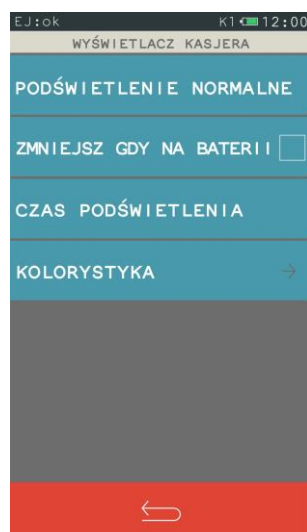 EJ:ok K1 12:00
WYŚWIETLACZ KASJERA
PODŚWIETLENIE NORMALNE
ZMNIEJSZ GDY NA BATERII
CZAS PODŚWIETLENIA
KOLORYSTYKA